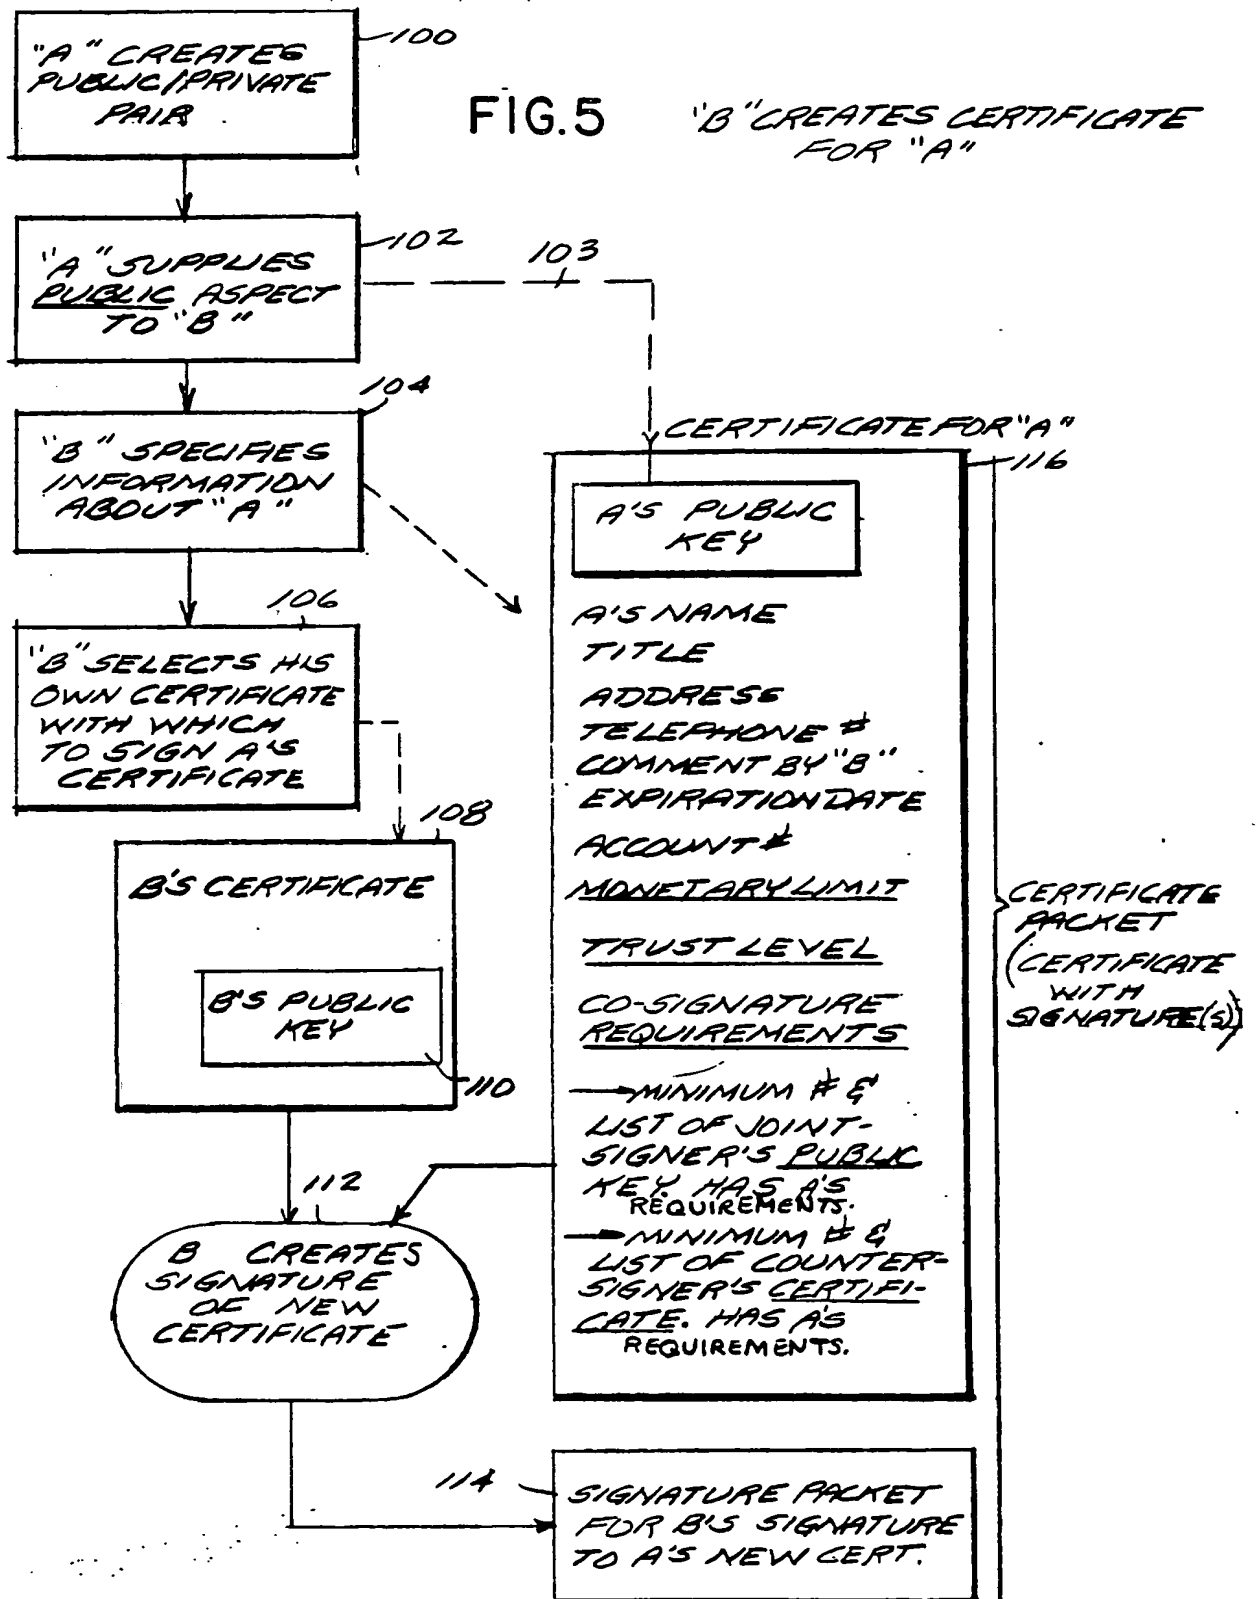 "A" CREATES
PUBLIC/PRIVATE
PAIR
100
FIG.5
"B" CREATES CERTIFICATE
FOR "A"
"A" SUPPLIES
PUBLIC ASPECT
TO "B"
102
103
"B" SPECIFIES
INFORMATION
ABOUT "A"
104
"B" SELECTS HIS
OWN CERTIFICATE
WITH WHICH
TO SIGN A'S
CERTIFICATE
106
108
B'S CERTIFICATE
B'S PUBLIC
KEY
110
112
B CREATES
SIGNATURE
OF NEW
CERTIFICATE
CERTIFICATE FOR "A"
116
A'S PUBLIC
KEY
A'S NAME
TITLE
ADDRESS
TELEPHONE #
COMMENT BY "B"
EXPIRATION DATE
ACCOUNT #
MONETARY LIMIT
TRUST LEVEL
CO-SIGNATURE
REQUIREMENTS
→MINIMUM # &
LIST OF JOINT-
SIGNER'S PUBLIC
KEY. HAS A'S
REQUIREMENTS.
→MINIMUM # &
LIST OF COUNTER-
SIGNER'S CERTIFI-
CATE. HAS A'S
REQUIREMENTS.
CERTIFICATE
PACKET
(CERTIFICATE
WITH
SIGNATURE(S))
114
SIGNATURE PACKET
FOR B'S SIGNATURE
TO A'S NEW CERT.